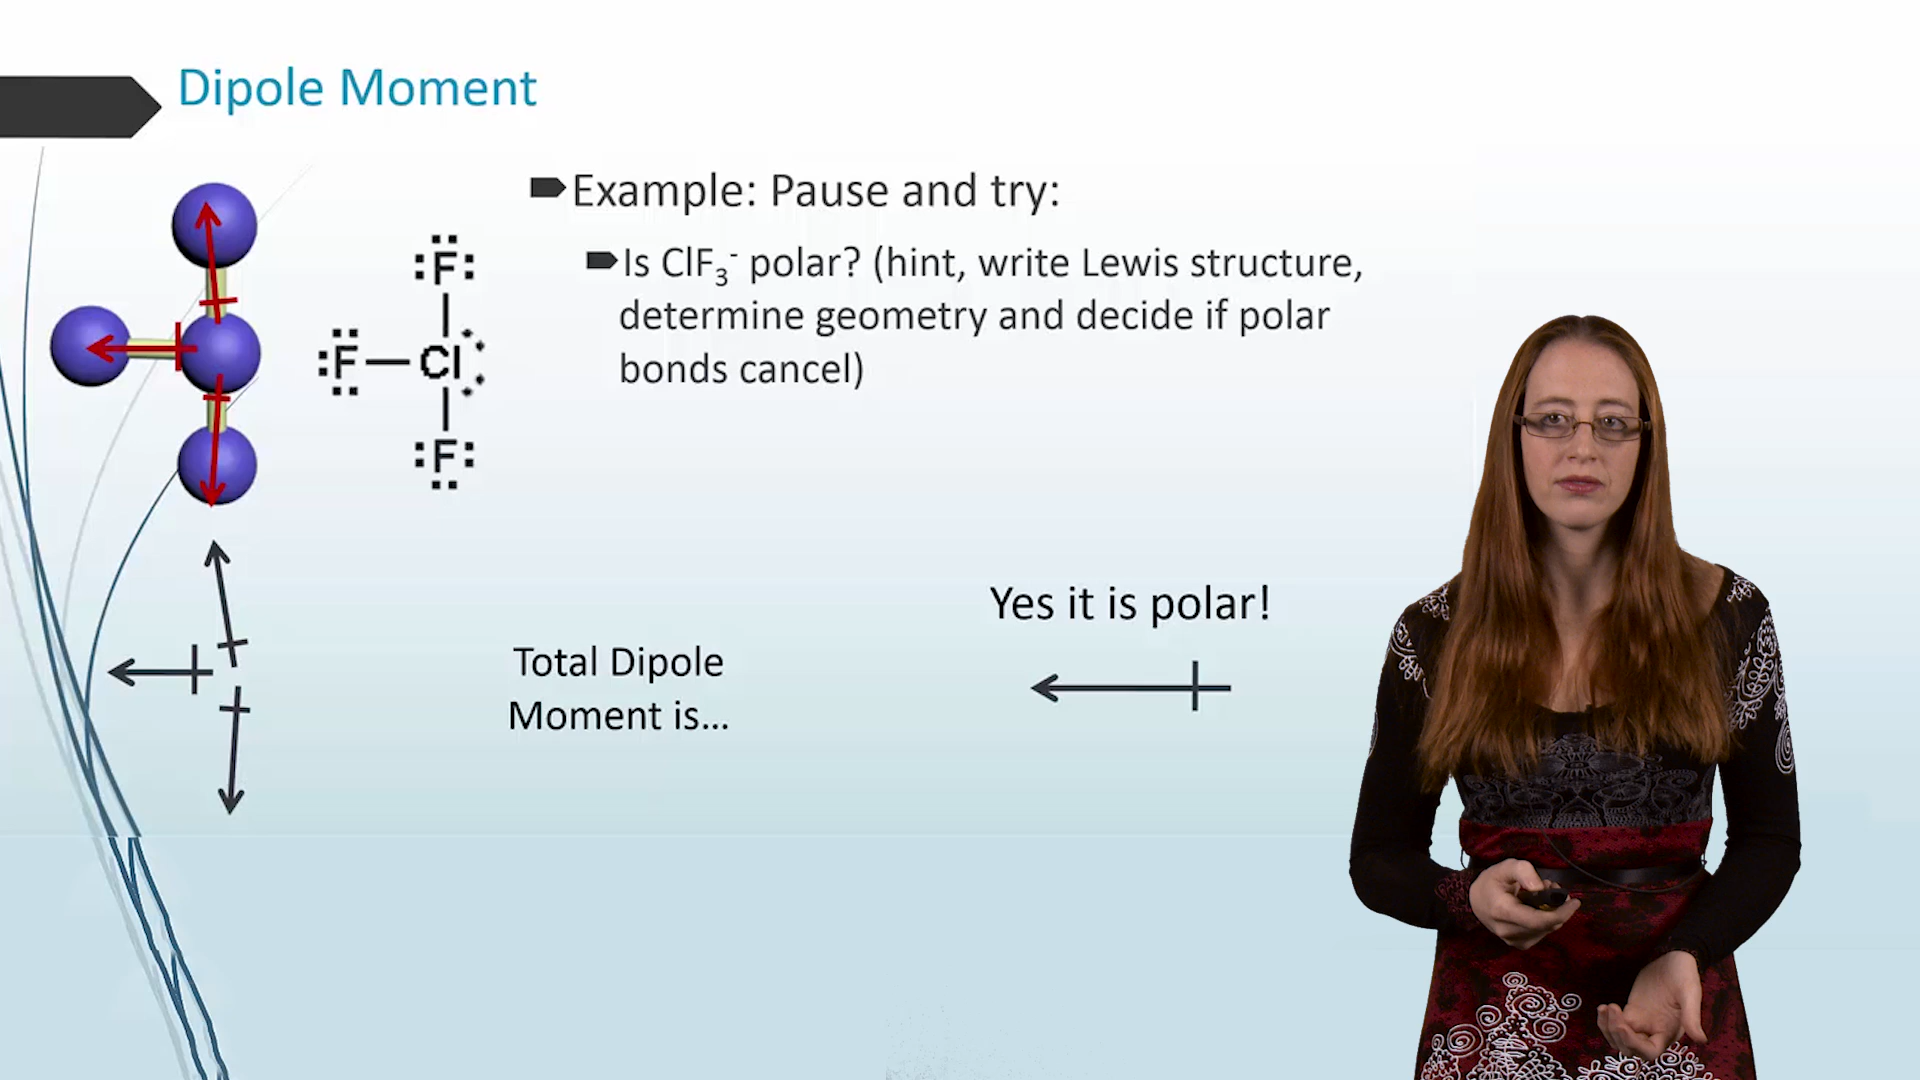 Dipole Moment
Example: Pause and try:
Is ClF₃⁻ polar? (hint, write Lewis structure,
determine geometry and decide if polar
bonds cancel)
:F:
:F—Cl:
:F:
Yes it is polar!
Total Dipole
Moment is...